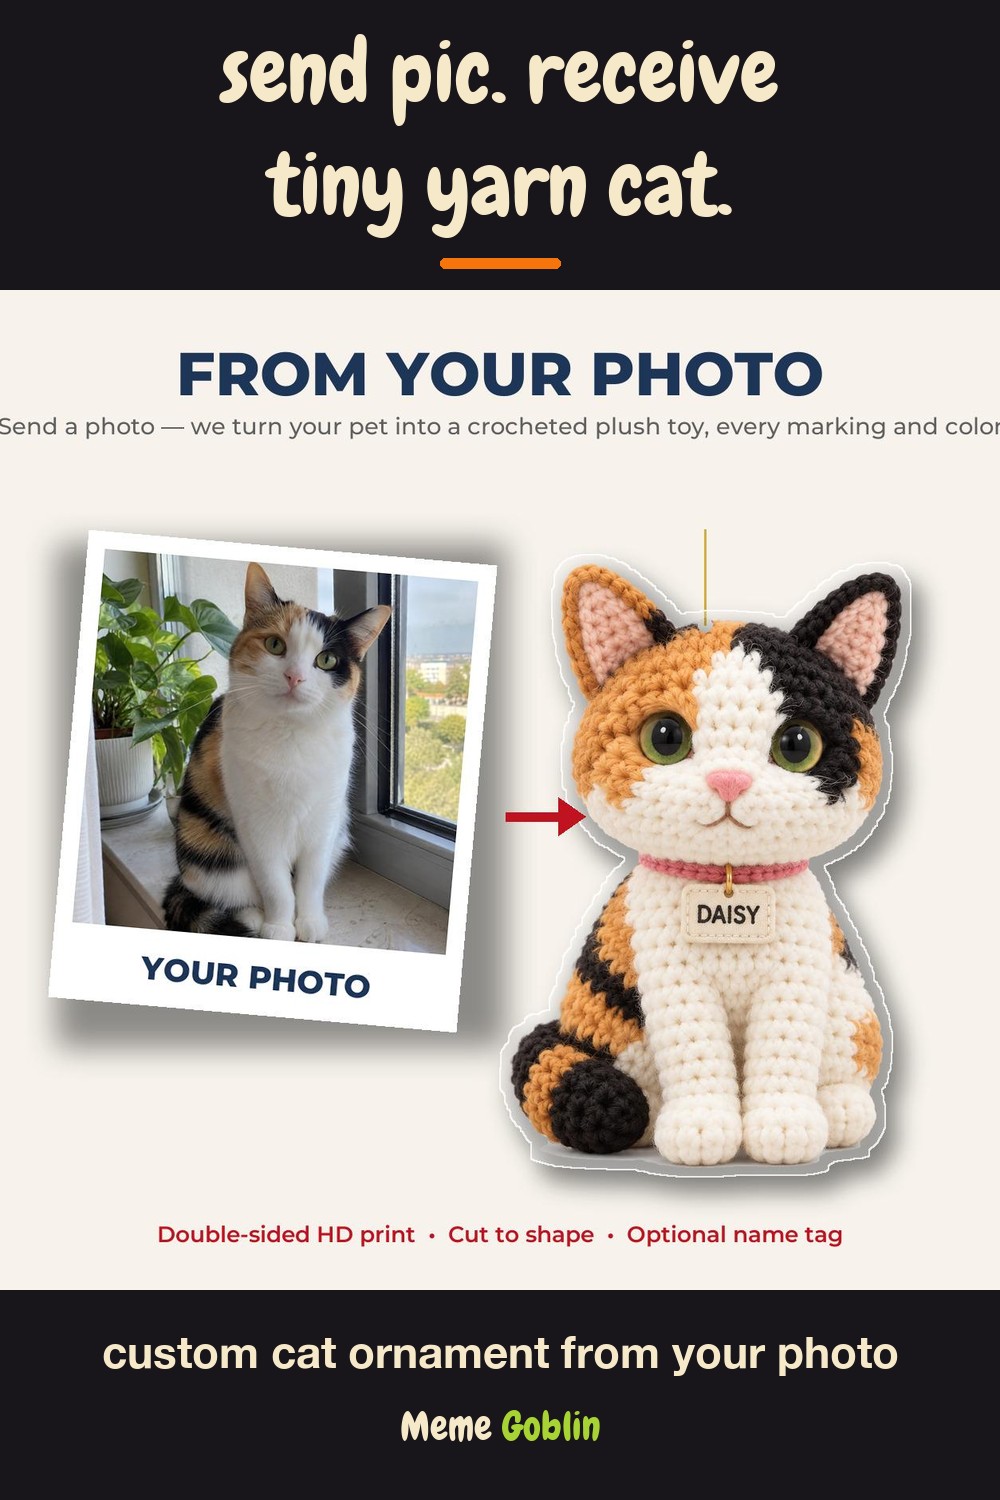 send pic. receive
tiny yarn cat.
FROM YOUR PHOTO
Send a photo — we turn your pet into a crocheted plush toy, every marking and color
YOUR PHOTO
DAISY
Double-sided HD print • Cut to shape • Optional name tag
custom cat ornament from your photo
Meme Goblin